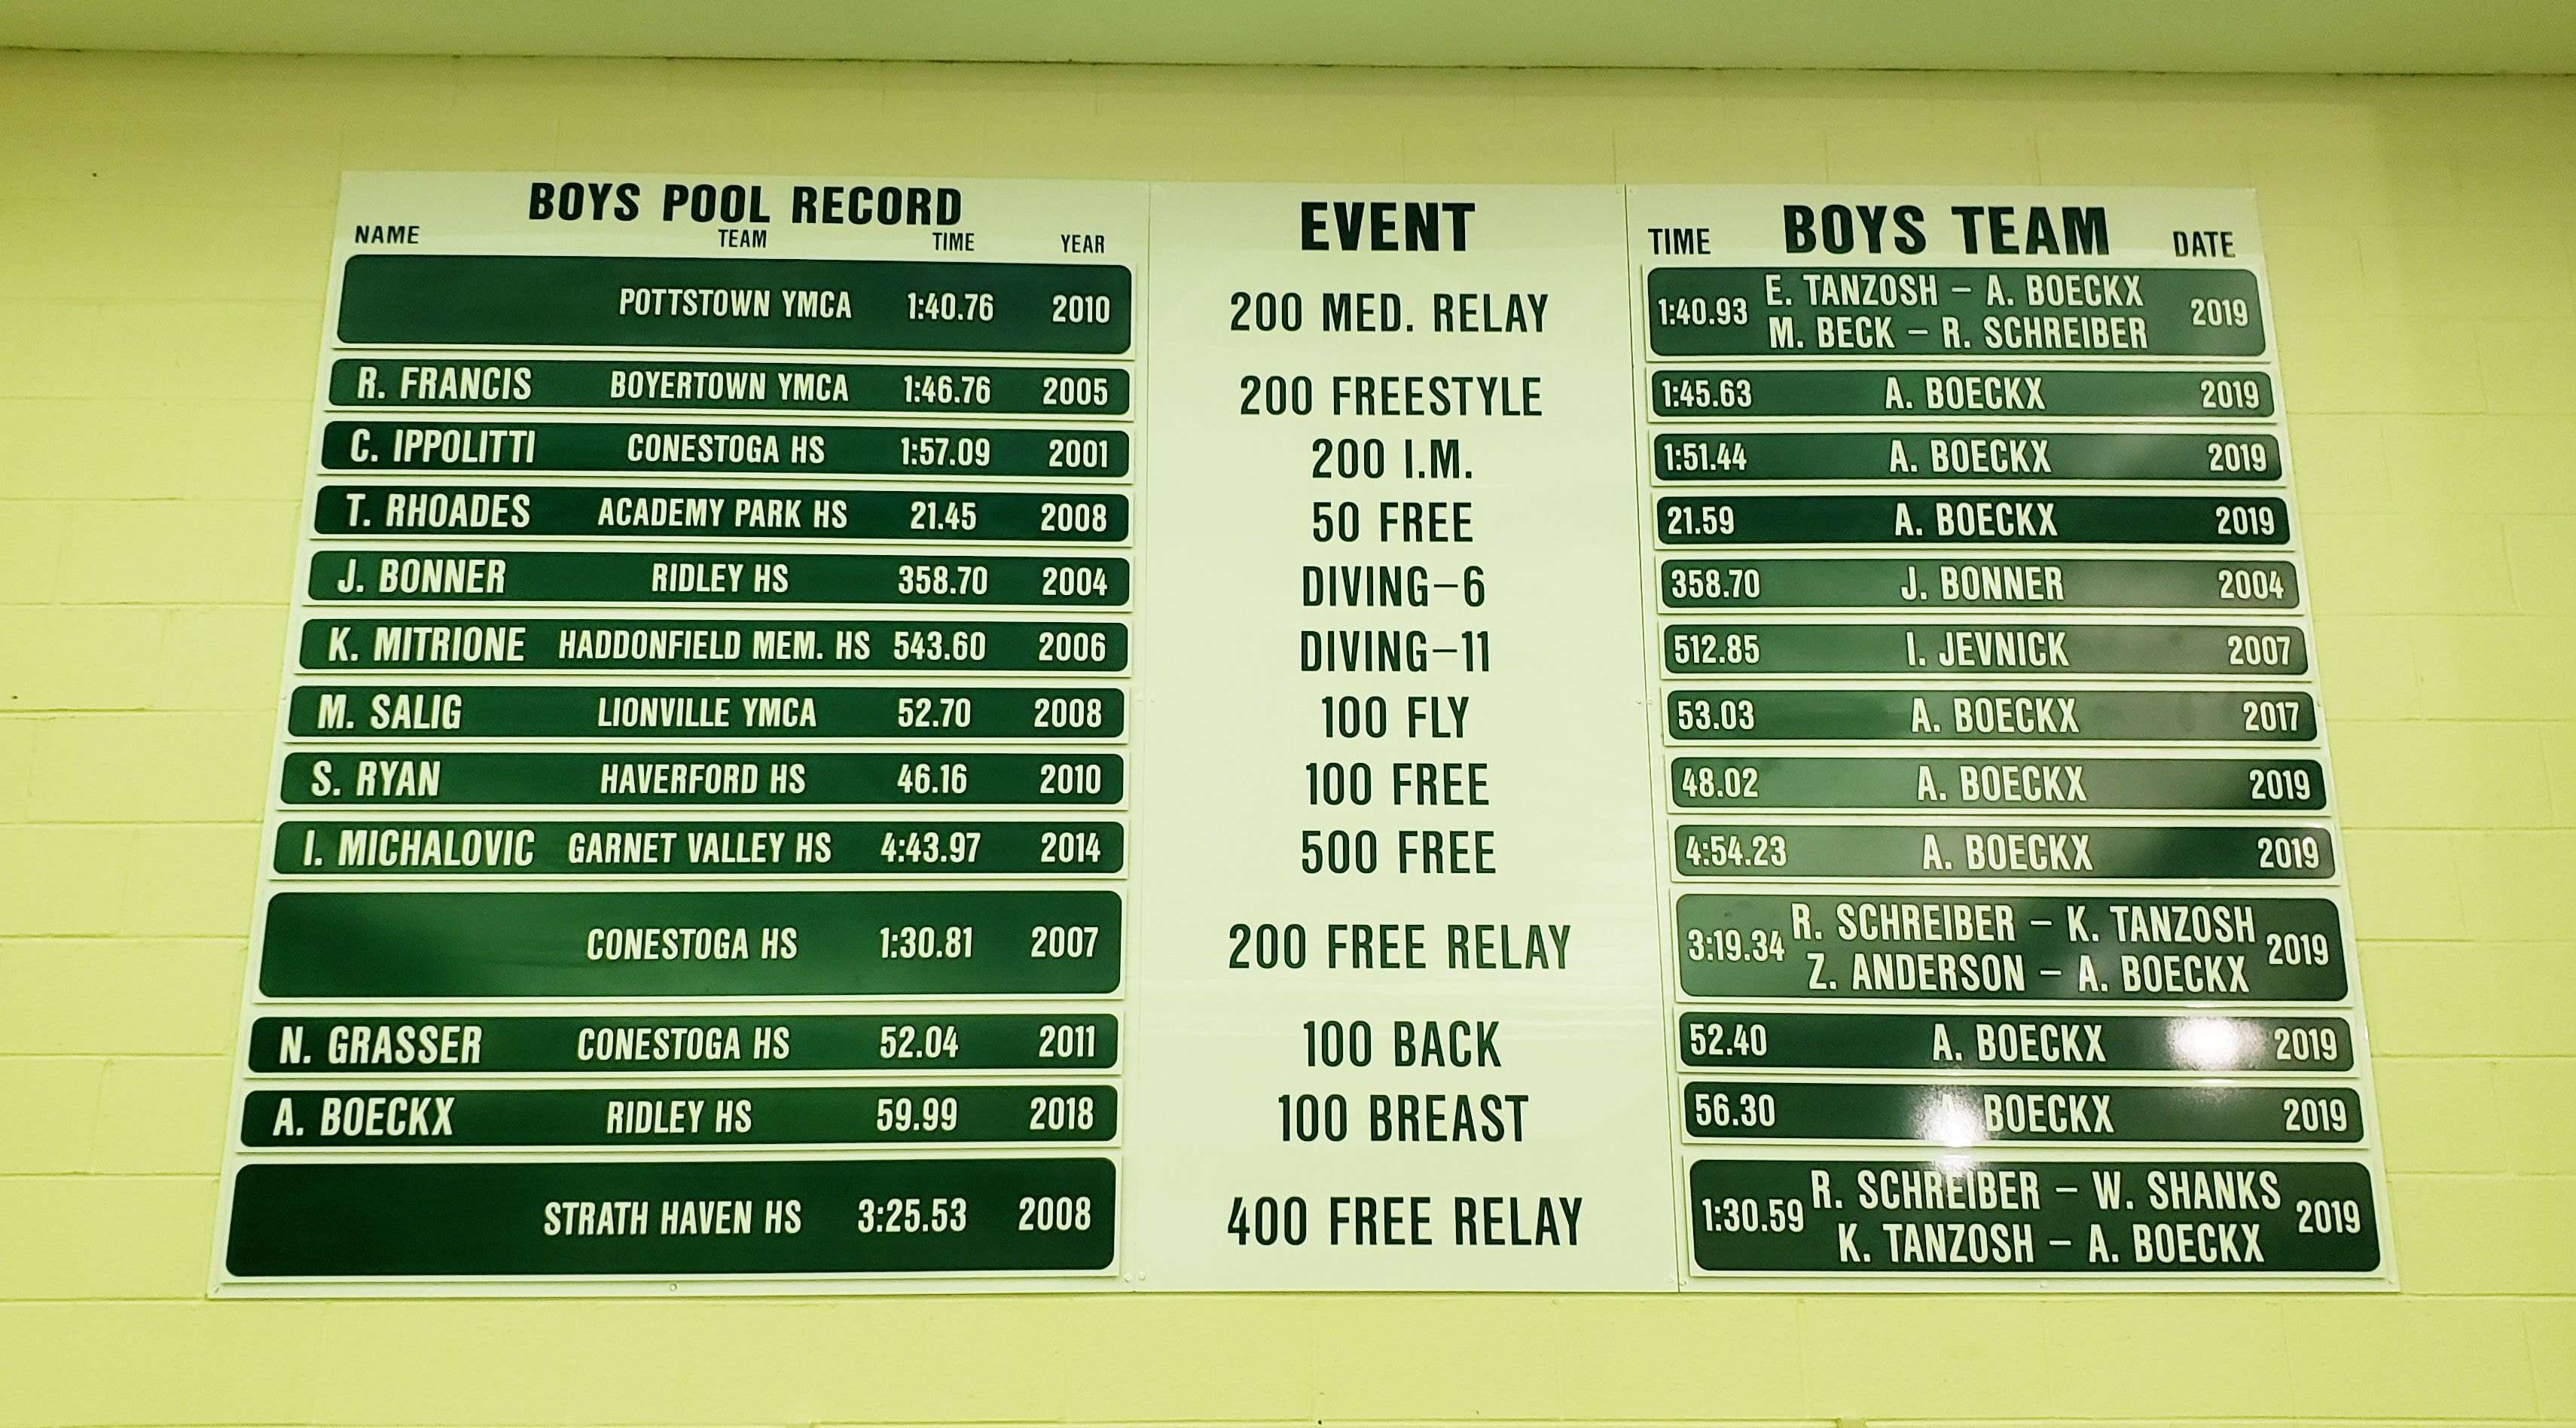 BOYS POOL RECORD EVENT BOYS TEAM
NAME TEAM TIME YEAR TIME DATE
POTTSTOWN YMCA 1:40.76 2010 200 MED. RELAY 1:40.93 E. TANZOSH – A. BOECKX 2019
M. BECK – R. SCHREIBER
R. FRANCIS BOYERTOWN YMCA 1:46.76 2005 200 FREESTYLE 1:45.63 A. BOECKX 2019
C. IPPOLITTI CONESTOGA HS 1:57.09 2001 200 I.M. 1:51.44 A. BOECKX 2019
T. RHOADES ACADEMY PARK HS 21.45 2008 50 FREE 21.59 A. BOECKX 2019
J. BONNER RIDLEY HS 358.70 2004 DIVING–6 358.70 J. BONNER 2004
K. MITRIONE HADDONFIELD MEM. HS 543.60 2006 DIVING–11 512.85 I. JEVNICK 2007
M. SALIG LIONVILLE YMCA 52.70 2008 100 FLY 53.03 A. BOECKX 2017
S. RYAN HAVERFORD HS 46.16 2010 100 FREE 48.02 A. BOECKX 2019
I. MICHALOVIC GARNET VALLEY HS 4:43.97 2014 500 FREE 4:54.23 A. BOECKX 2019
CONESTOGA HS 1:30.81 2007 200 FREE RELAY 3:19.34 R. SCHREIBER – K. TANZOSH 2019
Z. ANDERSON – A. BOECKX
N. GRASSER CONESTOGA HS 52.04 2011 100 BACK 52.40 A. BOECKX 2019
A. BOECKX RIDLEY HS 59.99 2018 100 BREAST 56.30 A. BOECKX 2019
STRATH HAVEN HS 3:25.53 2008 400 FREE RELAY 1:30.59 R. SCHREIBER – W. SHANKS 2019
K. TANZOSH – A. BOECKX